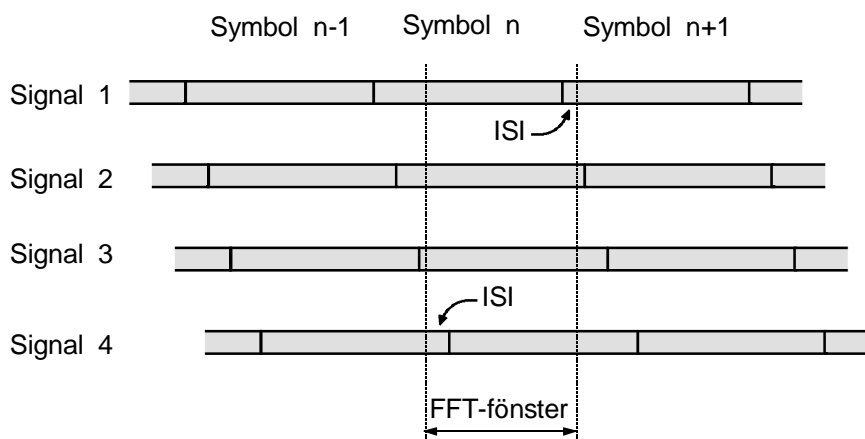 Symbol n-1 Symbol n Symbol n+1
Signal 1
ISI
Signal 2
Signal 3
ISI
Signal 4
FFT-fönster